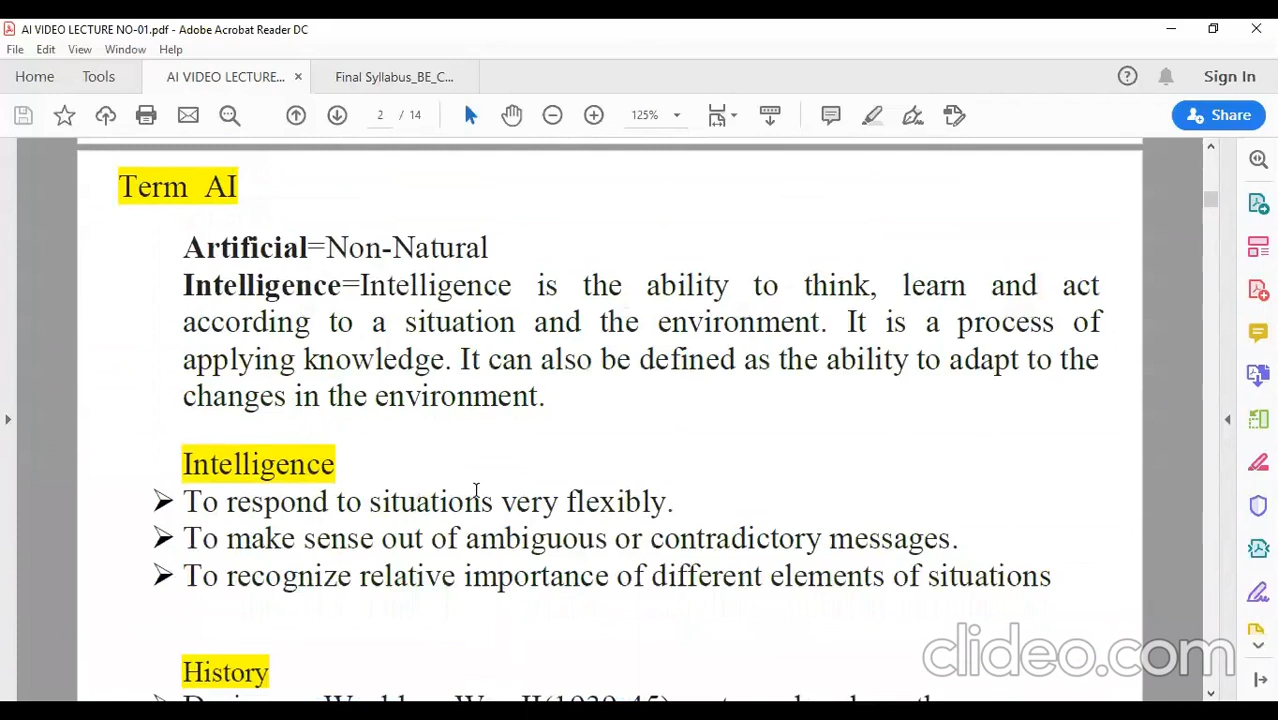 AI VIDEO LECTURE NO-01.pdf - Adobe Acrobat Reader DC
File Edit View Window Help
Home Tools AI VIDEO LECTURE... × Final Syllabus_BE_C... Sign In
2 / 14 125% Share
Term AI
Artificial=Non-Natural
Intelligence=Intelligence is the ability to think, learn and act
according to a situation and the environment. It is a process of
applying knowledge. It can also be defined as the ability to adapt to the
changes in the environment.
Intelligence
➢ To respond to situations very flexibly.
➢ To make sense out of ambiguous or contradictory messages.
➢ To recognize relative importance of different elements of situations
clideo.com
History